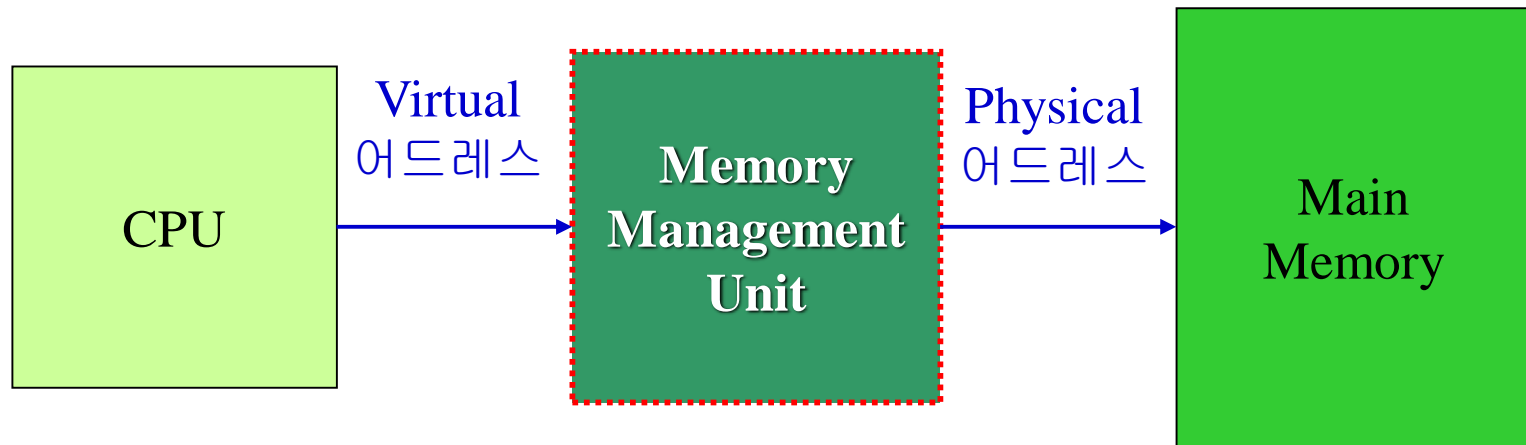 CPU
Virtual
어드레스
Memory
Management
Unit
Physical
어드레스
Main
Memory